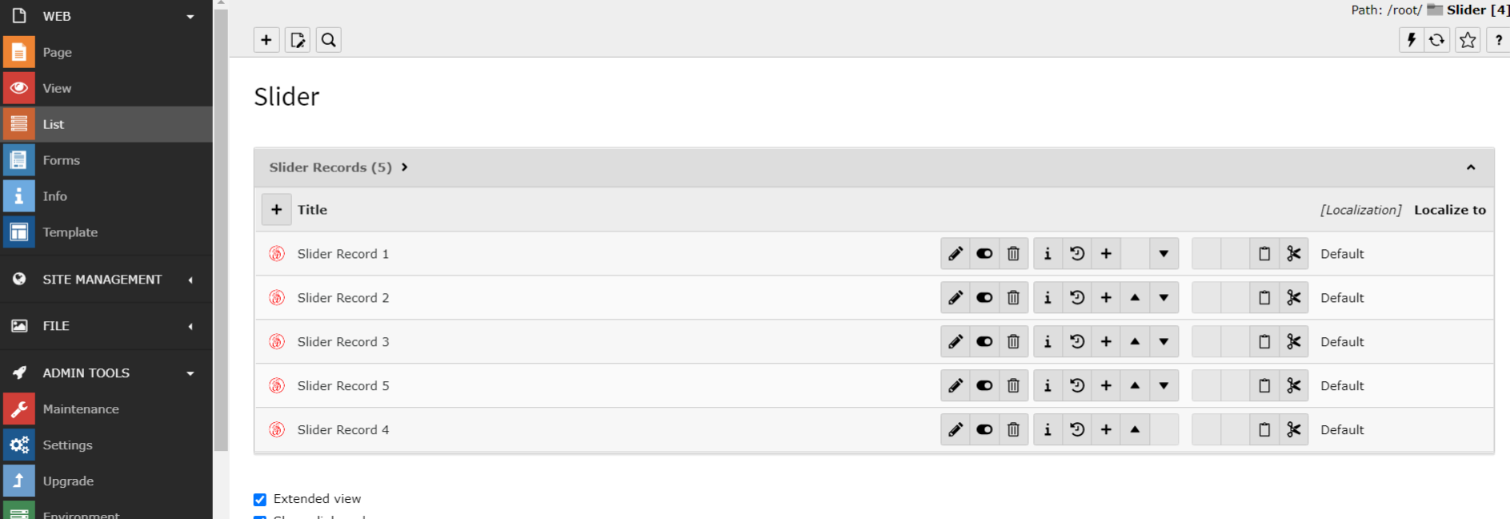 WEB
Page
View
List
Forms
Info
Template
SITE MANAGEMENT
FILE
ADMIN TOOLS
Maintenance
Settings
Upgrade
Environment
Path: /root/ Slider [4]
Slider
Slider Records (5)
Title [Localization] Localize to
Slider Record 1 Default
Slider Record 2 Default
Slider Record 3 Default
Slider Record 5 Default
Slider Record 4 Default
Extended view